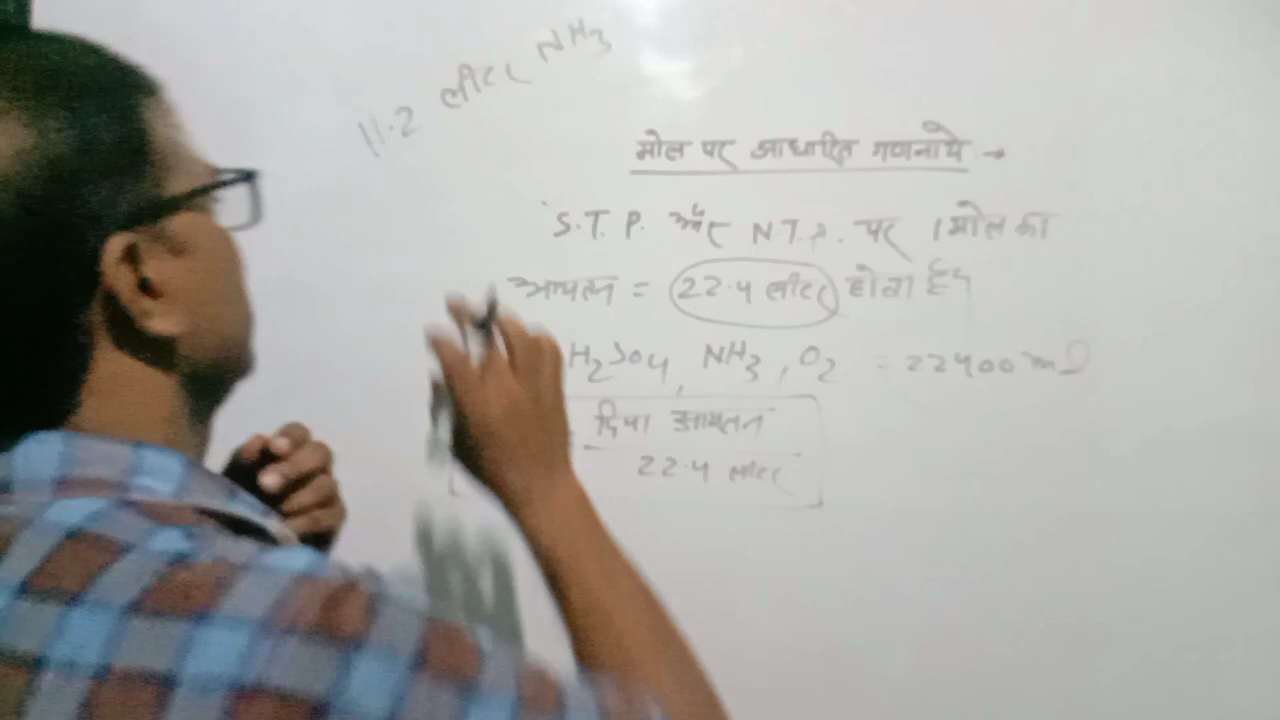 11.2 लीटर NH3
मोल पर आधारित गणनाये →
S.T.P. और N.T.P. पर 1 मोल का
आयतन = 22.4 लीटर होता है।
H2SO4, NH3, O2 = 22400 ml
दिया आयतन
22.4 लीटर